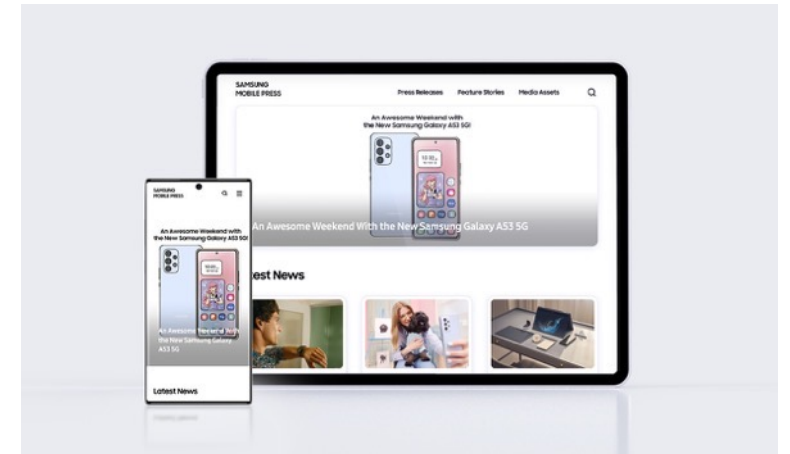 SAMSUNG
MOBILE PRESS
Press Releases
Feature Stories
Media Assets
An Awesome Weekend with
the New Samsung Galaxy A53 5G!
An Awesome Weekend With the New Samsung Galaxy A53 5G
test News
SAMSUNG
MOBILE PRESS
An Awesome Weekend with
the New Samsung Galaxy A53 5G!
An Awesome Weekend With
the New Samsung Galaxy
A53 5G
Latest News